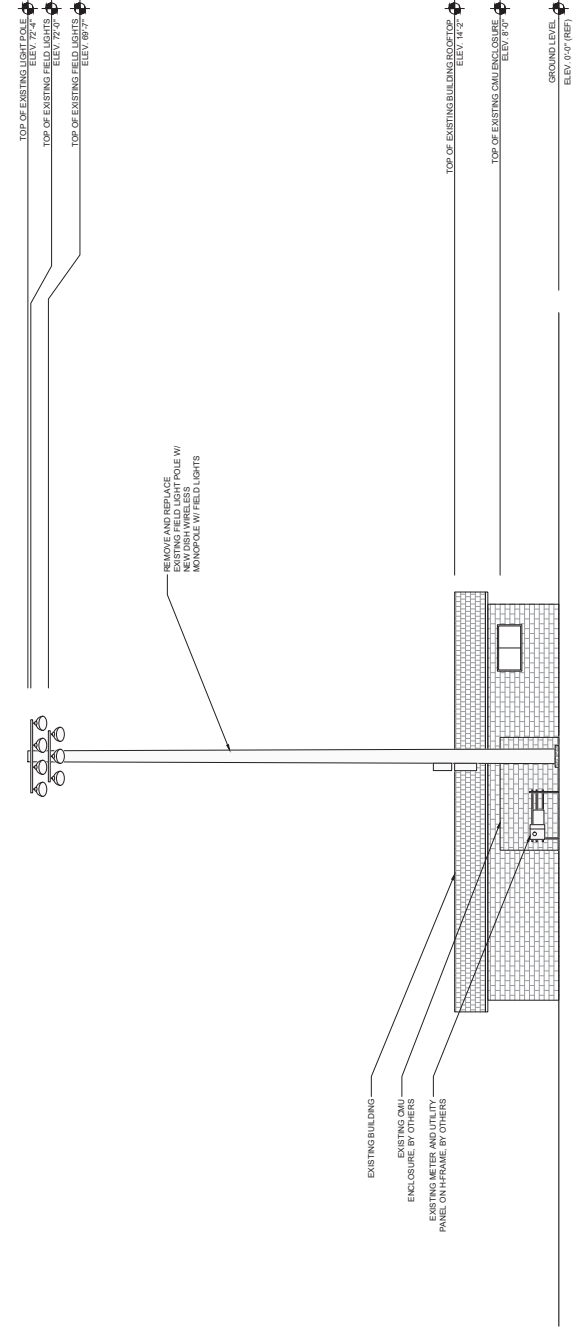 TOP OF EXISTING LIGHT POLE
ELEV. 72'-4"
TOP OF EXISTING FIELD LIGHTS
ELEV. 72'-0"
TOP OF EXISTING FIELD LIGHTS
ELEV. 69'-7"
REMOVE AND REPLACE
EXISTING FIELD LIGHT POLE W/
NEW DISH WIRELESS
MONOPOLE W/ FIELD LIGHTS
TOP OF EXISTING BUILDING ROOFTOP
ELEV. 14'-2"
TOP OF EXISTING CMU ENCLOSURE
ELEV. 8'-0"
GROUND LEVEL
ELEV. 0'-0" (REF)
EXISTING BUILDING
EXISTING CMU
ENCLOSURE, BY OTHERS
EXISTING METER AND UTILITY
PANEL ON H-FRAME, BY OTHERS